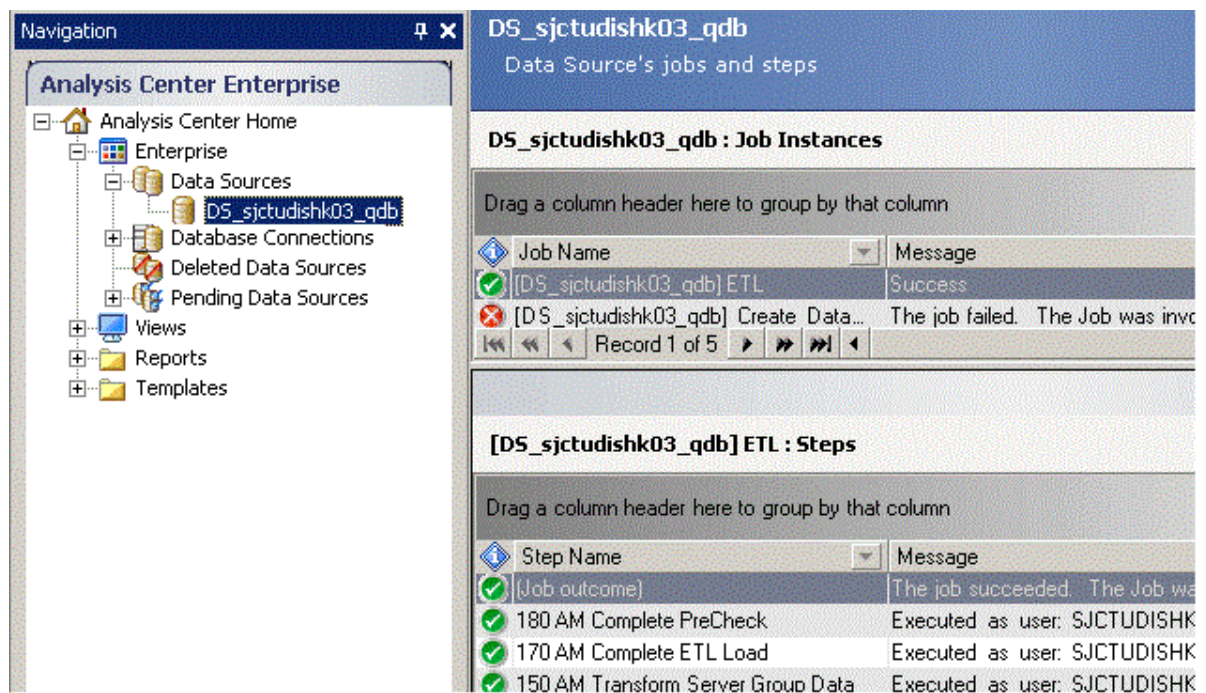 Navigation
Analysis Center Enterprise
Analysis Center Home
Enterprise
Data Sources
DS_sjctudishk03_qdb
Database Connections
Deleted Data Sources
Pending Data Sources
Views
Reports
Templates
DS_sjctudishk03_qdb
Data Source's jobs and steps
DS_sjctudishk03_qdb : Job Instances
Drag a column header here to group by that column
Job Name Message
[DS_sjctudishk03_qdb] ETL Success
[DS_sjctudishk03_qdb] Create Data... The job failed. The Job was invo
Record 1 of 5
[DS_sjctudishk03_qdb] ETL : Steps
Drag a column header here to group by that column
Step Name Message
(Job outcome) The job succeeded. The Job wa
180 AM Complete PreCheck Executed as user: SJCTUDISHK
170 AM Complete ETL Load Executed as user: SJCTUDISHK
150 AM Transform Server Group Data Executed as user: SJCTUDISHK